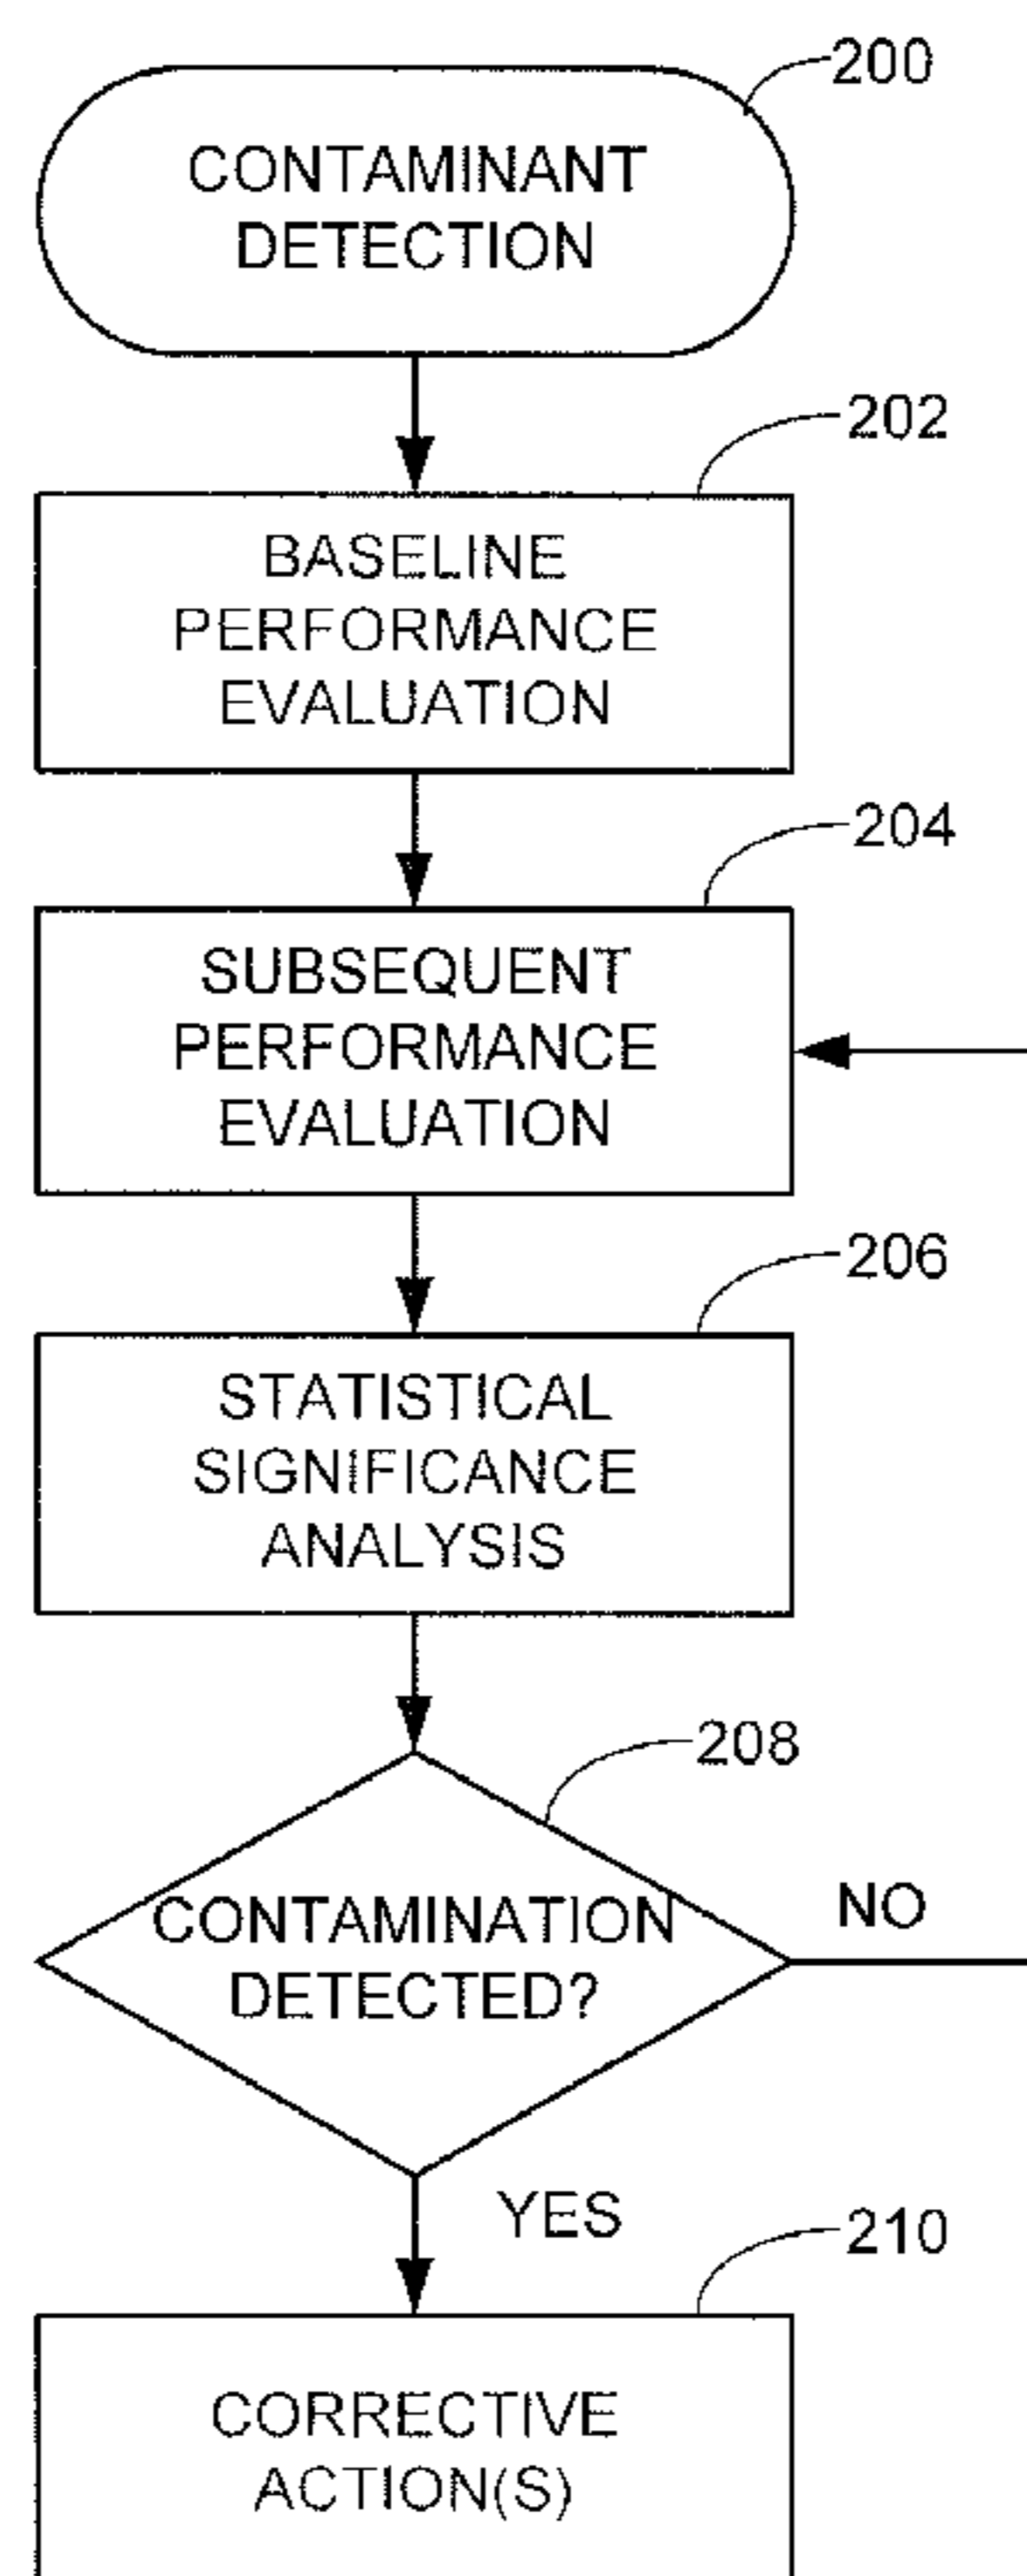 200
CONTAMINANT
DETECTION
202
BASELINE
PERFORMANCE
EVALUATION
204
SUBSEQUENT
PERFORMANCE
EVALUATION
206
STATISTICAL
SIGNIFICANCE
ANALYSIS
208
CONTAMINATION
DETECTED?
NO
YES
210
CORRECTIVE
ACTION(S)